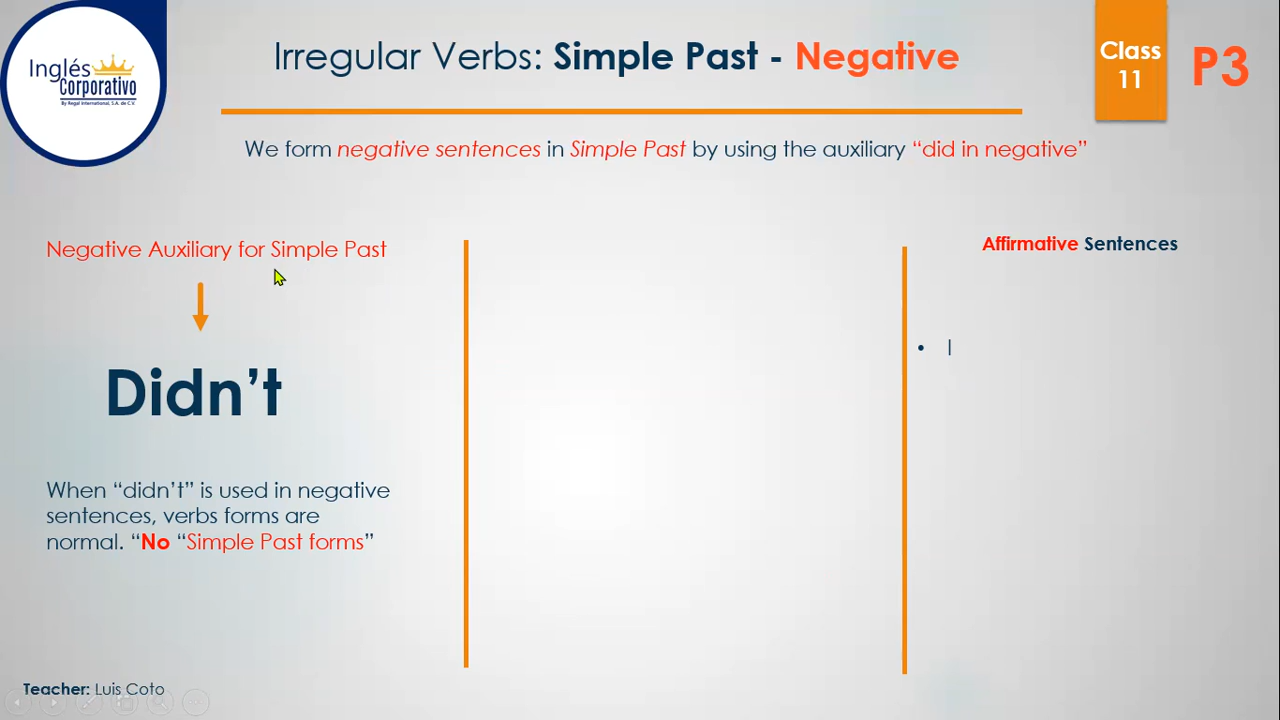 Inglés
Corporativo
By Regal International, S.A. de C.V.
Irregular Verbs: Simple Past - Negative
Class
11
P3
We form negative sentences in Simple Past by using the auxiliary “did in negative”
Negative Auxiliary for Simple Past
Didn’t
When “didn’t” is used in negative
sentences, verbs forms are
normal. “No “Simple Past forms”
Affirmative Sentences
• I
Teacher: Luis Coto